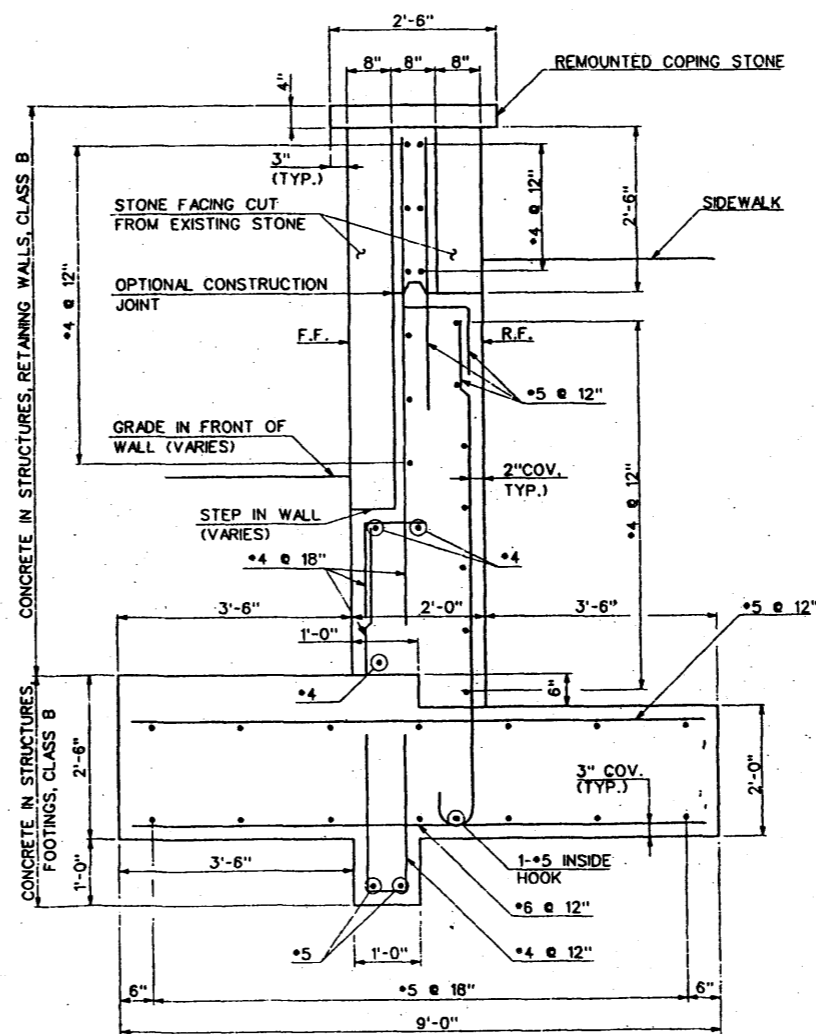 2'-6"
8" 8" 8"
REMOUNTED COPING STONE
4"
3"
(TYP.)
STONE FACING CUT
FROM EXISTING STONE
2'-6"
•4 @ 12"
SIDEWALK
CONCRETE IN STRUCTURES, RETAINING WALLS, CLASS B
•4 @ 12"
OPTIONAL CONSTRUCTION
JOINT
F.F.
R.F.
•5 @ 12"
GRADE IN FRONT OF
WALL (VARIES)
2"COV.
TYP.)
•4 @ 12"
STEP IN WALL
(VARIES)
•4 @ 18"
•4
3'-6" 2'-0" 3'-6"
•5 @ 12"
1'-0"
6"
•4
CONCRETE IN STRUCTURES,
FOOTINGS, CLASS B
2'-6"
3" COV.
(TYP.)
2'-0"
1'-0"
3'-6"
1-•5 INSIDE
HOOK
•6 @ 12"
•5
1'-0"
•4 @ 12"
6" •5 @ 18" 6"
9'-0"